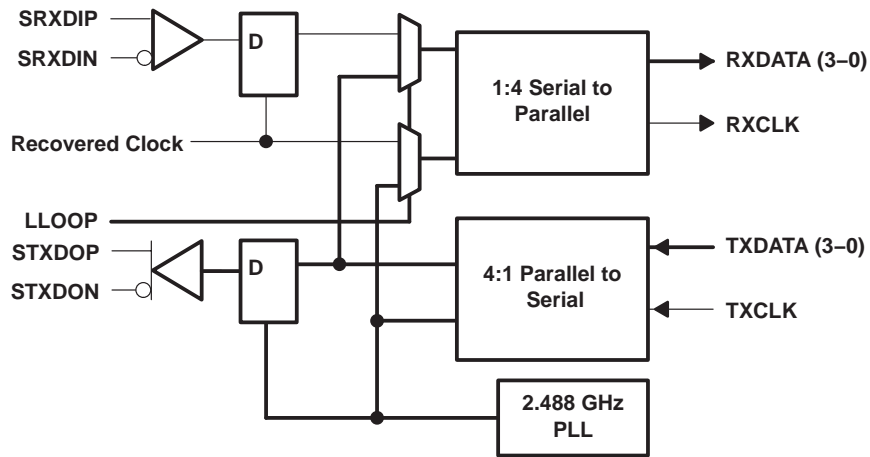 SRXDIP
SRXDIN
D
1:4 Serial to
Parallel
RXDATA (3–0)
RXCLK
Recovered Clock
LLOOP
STXDOP
STXDON
D
4:1 Parallel to
Serial
TXDATA (3–0)
TXCLK
2.488 GHz
PLL